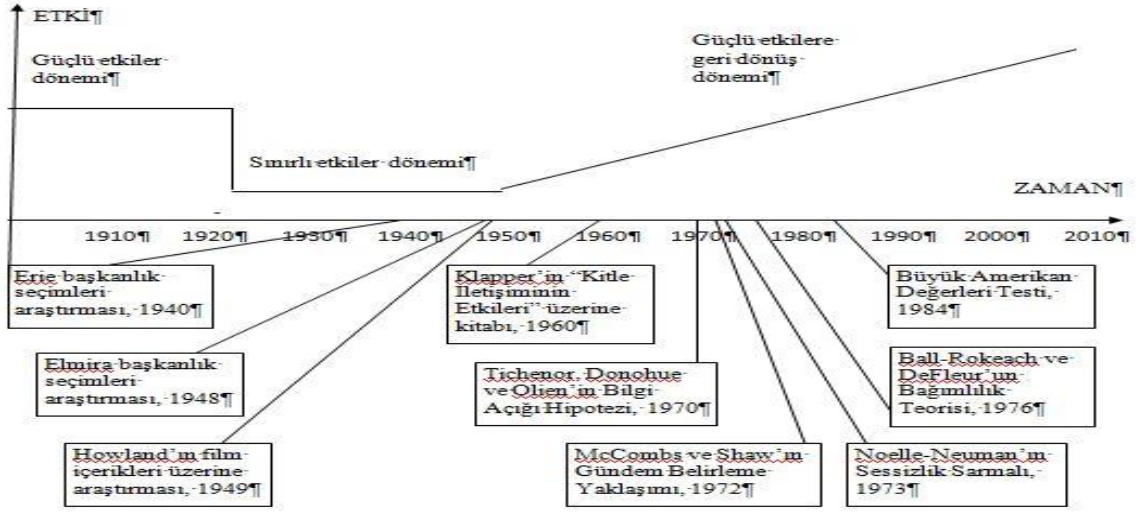 ETKİ¶
Güçlü·etkiler·
dönemi¶
Güçlü·etkilere·
geri·dönüş·
dönemi¶
Sınırlı·etkiler·dönemi¶
ZAMAN¶
1910¶ 1920¶ 1930¶ 1940¶ 1950¶ 1960¶ 1970¶ 1980¶ 1990¶ 2000¶ 2010¶
Erie·başkanlık·
seçimleri·
araştırması,·1940¶
Klapper’in·“Kitle·
İletişiminin·
Etkileri”·üzerine·
kitabı,·1960¶
Büyük·Amerikan·
Değerleri·Testi,·
1984¶
Elmira·başkanlık·
seçimleri·
araştırması,·1948¶
Tichenor,·Donohue·
ve·Olien’in·Bilgi·
Açığı·Hipotezi,·1970¶
Ball-Rokeach·ve·
DeFleur’un·
Bağımlılık·
Teorisi,·1976¶
Howland’ın·film·
içerikleri·üzerine·
araştırması,·1949¶
McCombs·ve·Shaw’ın·
Gündem·Belirleme·
Yaklaşımı,·1972¶
Noelle-Neuman’ın·
Sessizlik·Sarmalı,·
1973¶